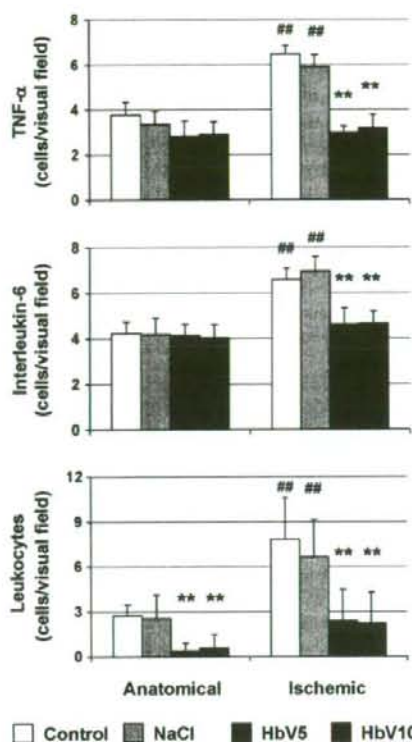 TNF-α
(cells/visual field)
8
6
4
2
0
## ##
** **
Interleukin-6
(cells/visual field)
8
6
4
2
0
## ##
** **
Leukocytes
(cells/visual field)
12
9
6
3
0
** **
## ##
** **
Anatomical Ischemic
Control NaCl HbV5 HbV10